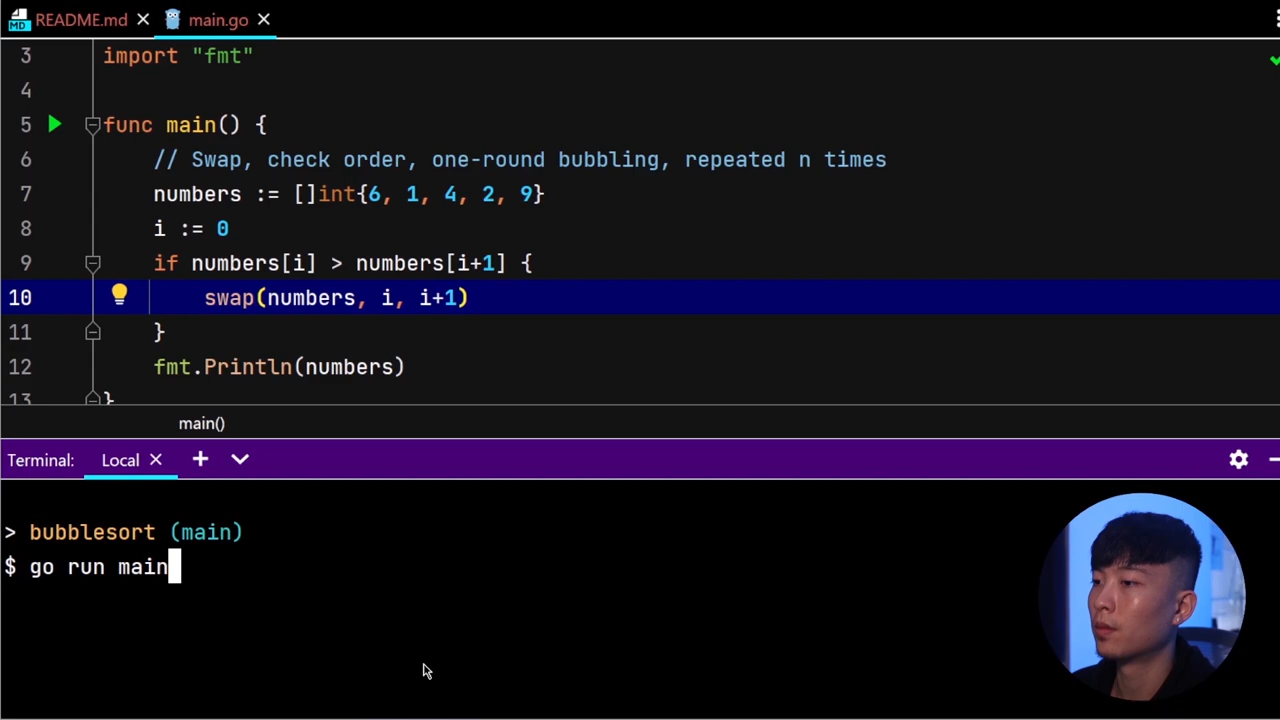 README.md main.go
3 import "fmt"
4
5 func main() {
6 // Swap, check order, one-round bubbling, repeated n times
7 numbers := []int{6, 1, 4, 2, 9}
8 i := 0
9 if numbers[i] > numbers[i+1] {
10 swap(numbers, i, i+1)
11 }
12 fmt.Println(numbers)
13 }
main()
Terminal: Local
> bubblesort (main)
$ go run main